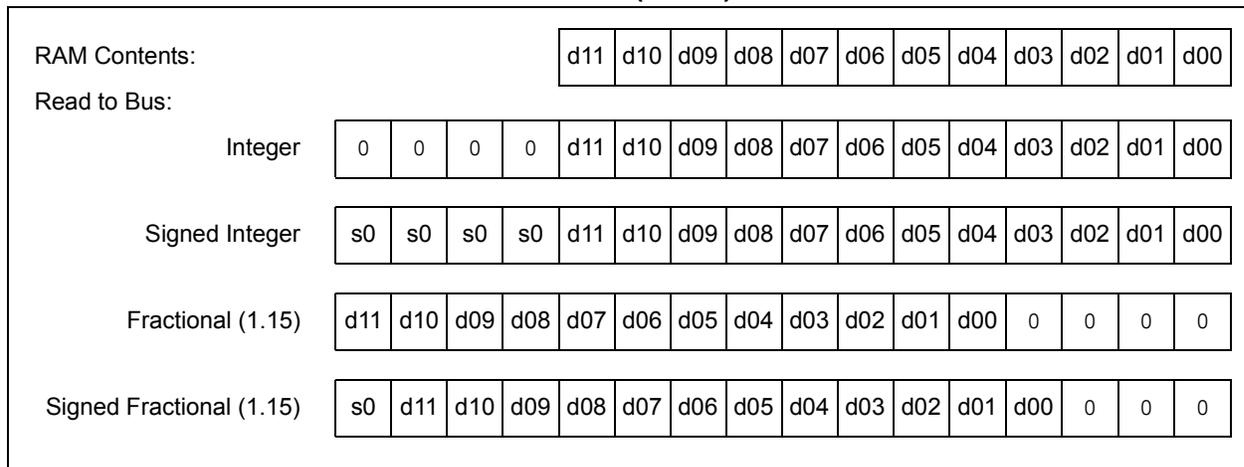 RAM Contents: d11 d10 d09 d08 d07 d06 d05 d04 d03 d02 d01 d00
Read to Bus:
Integer 0 0 0 0 d11 d10 d09 d08 d07 d06 d05 d04 d03 d02 d01 d00
Signed Integer s0 s0 s0 s0 d11 d10 d09 d08 d07 d06 d05 d04 d03 d02 d01 d00
Fractional (1.15) d11 d10 d09 d08 d07 d06 d05 d04 d03 d02 d01 d00 0 0 0 0
Signed Fractional (1.15) s0 d11 d10 d09 d08 d07 d06 d05 d04 d03 d02 d01 d00 0 0 0